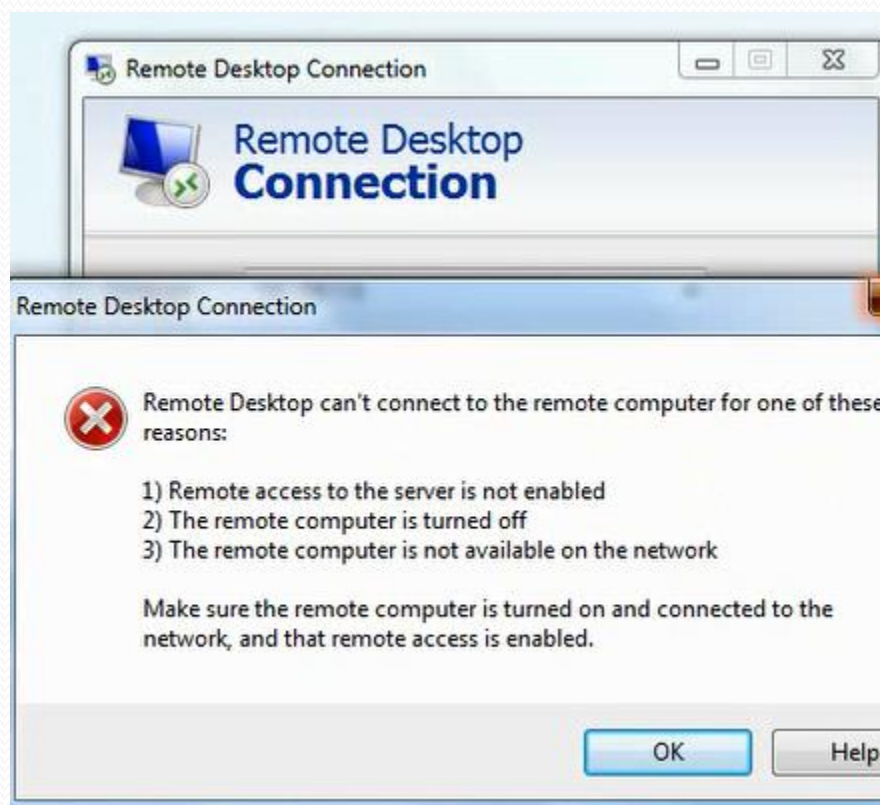 Remote Desktop Connection
Remote Desktop
Connection
Remote Desktop Connection
Remote Desktop can't connect to the remote computer for one of these
reasons:
1) Remote access to the server is not enabled
2) The remote computer is turned off
3) The remote computer is not available on the network
Make sure the remote computer is turned on and connected to the
network, and that remote access is enabled.
OK
Help